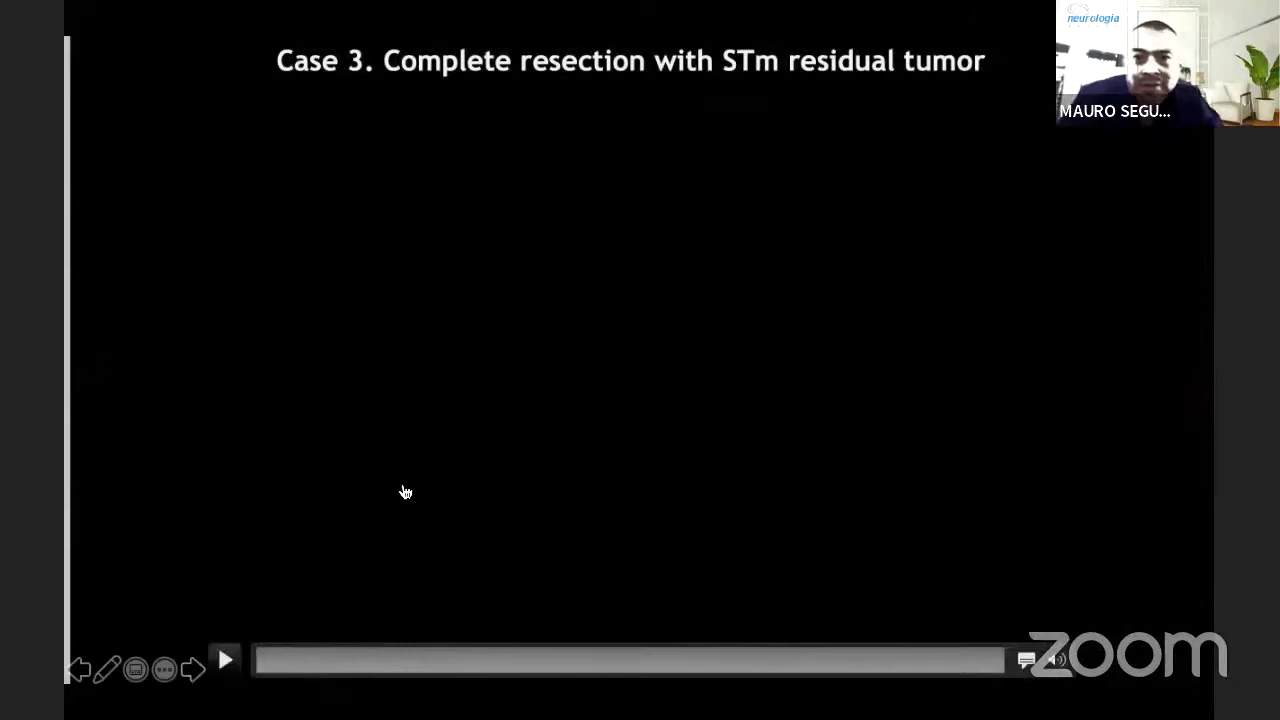 neurologia
Case 3. Complete resection with STm residual tumor
MAURO SEGU...
zoom